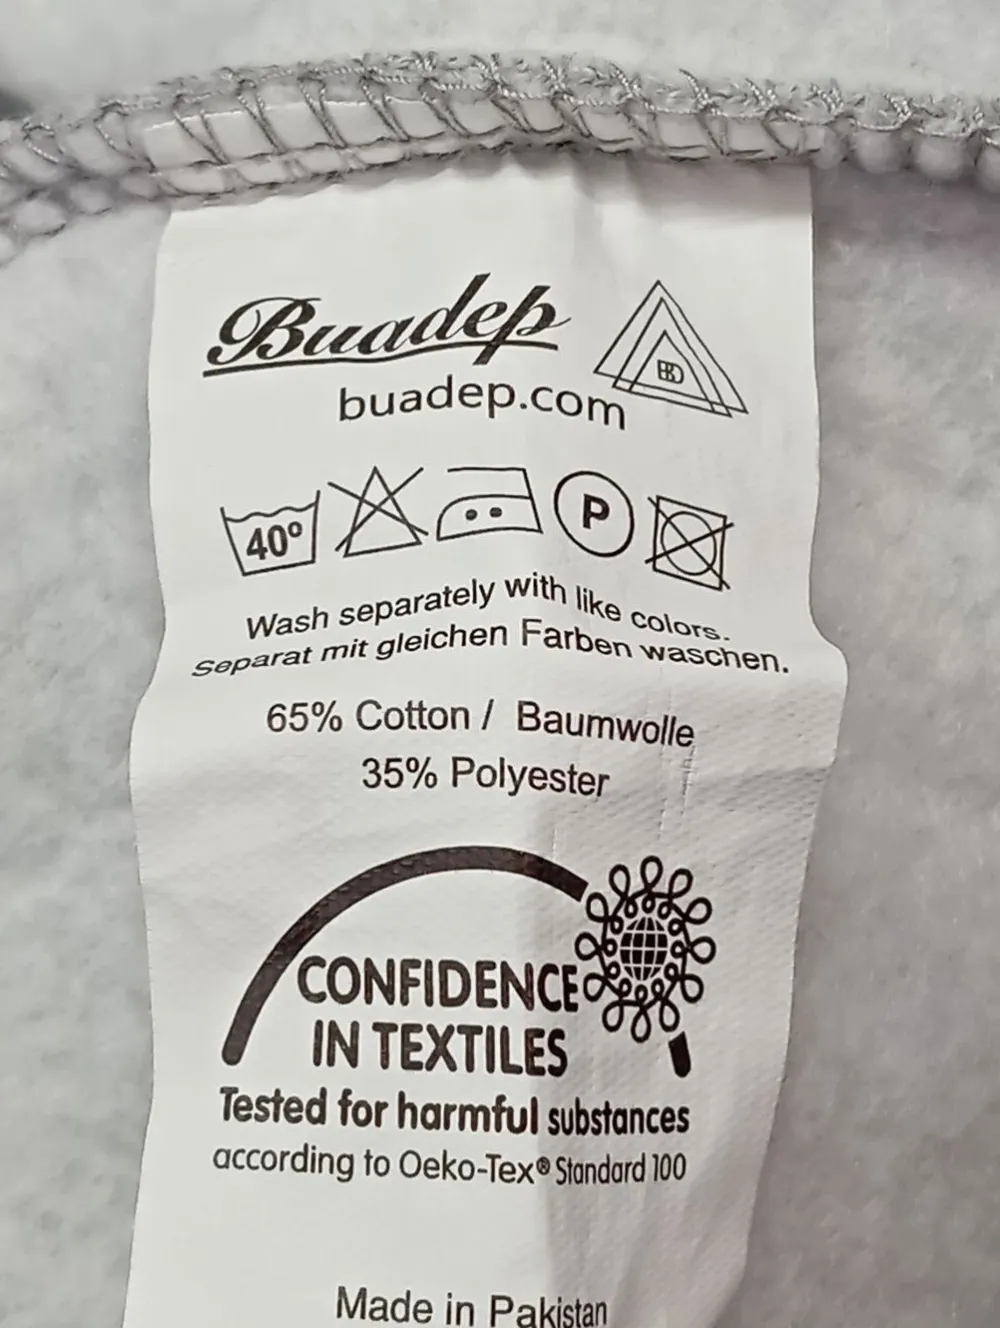 Buadep
BD
buadep.com
40°
P
Wash separately with like colors.
Separat mit gleichen Farben waschen.
65% Cotton / Baumwolle
35% Polyester
CONFIDENCE
IN TEXTILES
Tested for harmful substances
according to Oeko-Tex® Standard 100
Made in Pakistan